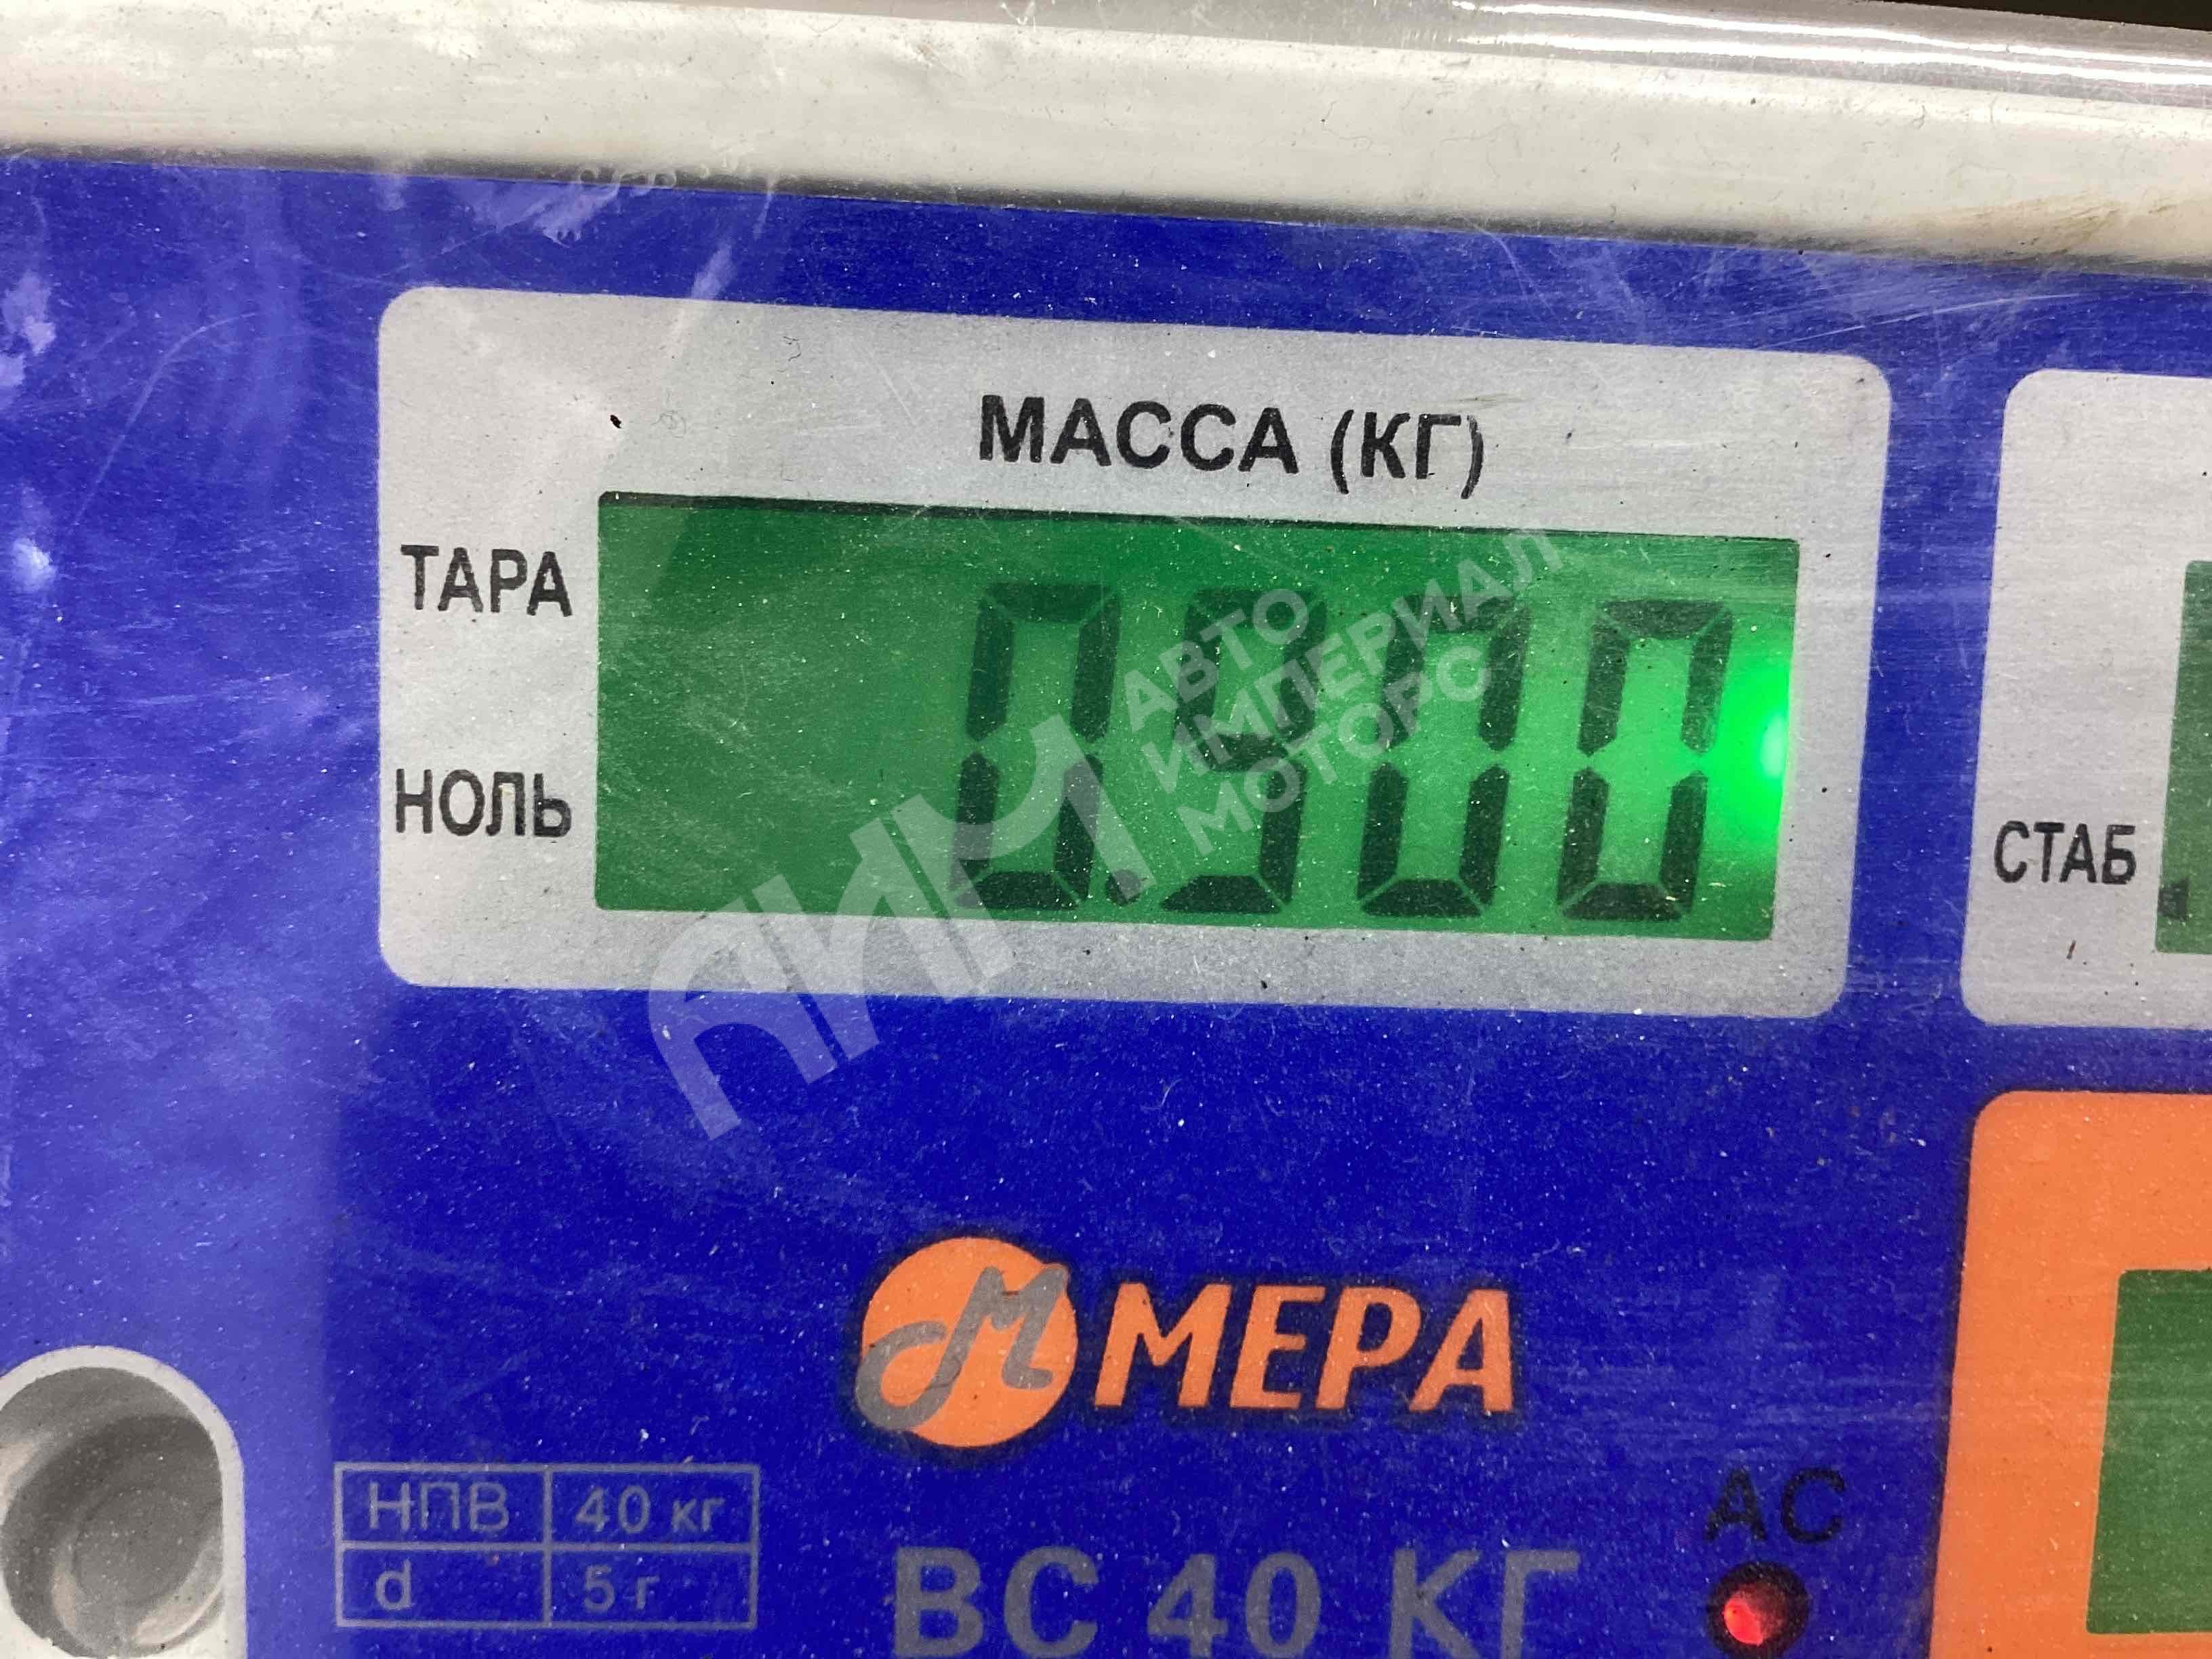 МАССА (КГ)
ТАРА
0.900
НОЛЬ
СТАБ
АИМ
АВТО
ИМПЕРИАЛ
МОТОРС
МЕРА
НПВ 40 кг
d 5 г
ВС 40 КГ
АС